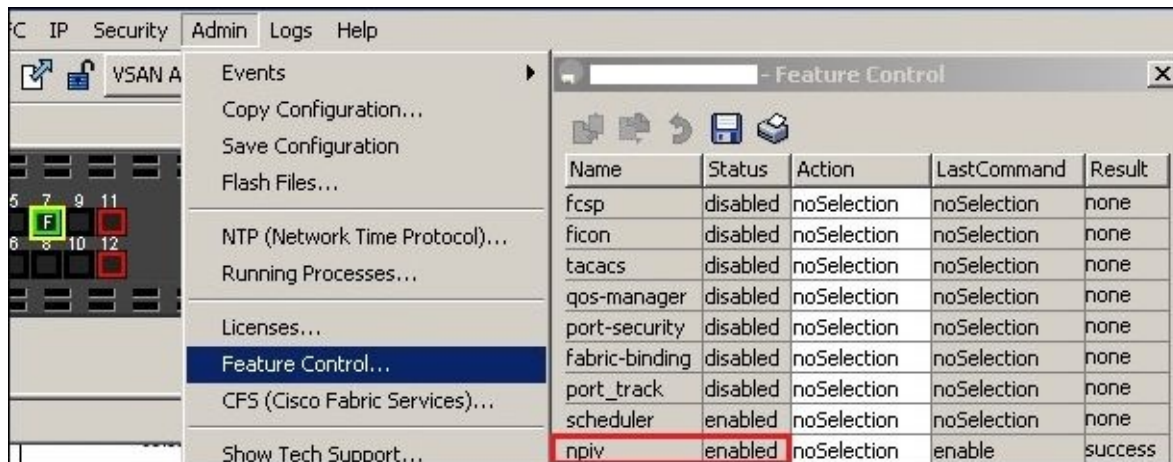 FC IP Security Admin Logs Help
VSAN A
Events
Copy Configuration...
Save Configuration
Flash Files...
NTP (Network Time Protocol)...
Running Processes...
Licenses...
Feature Control...
CFS (Cisco Fabric Services)...
Show Tech Support...
5 7 9 11
F
6 8 10 12
- Feature Control
Name Status Action LastCommand Result
fcsp disabled noSelection noSelection none
ficon disabled noSelection noSelection none
tacacs disabled noSelection noSelection none
qos-manager disabled noSelection noSelection none
port-security disabled noSelection noSelection none
fabric-binding disabled noSelection noSelection none
port_track disabled noSelection noSelection none
scheduler enabled noSelection noSelection none
npiv enabled noSelection enable success